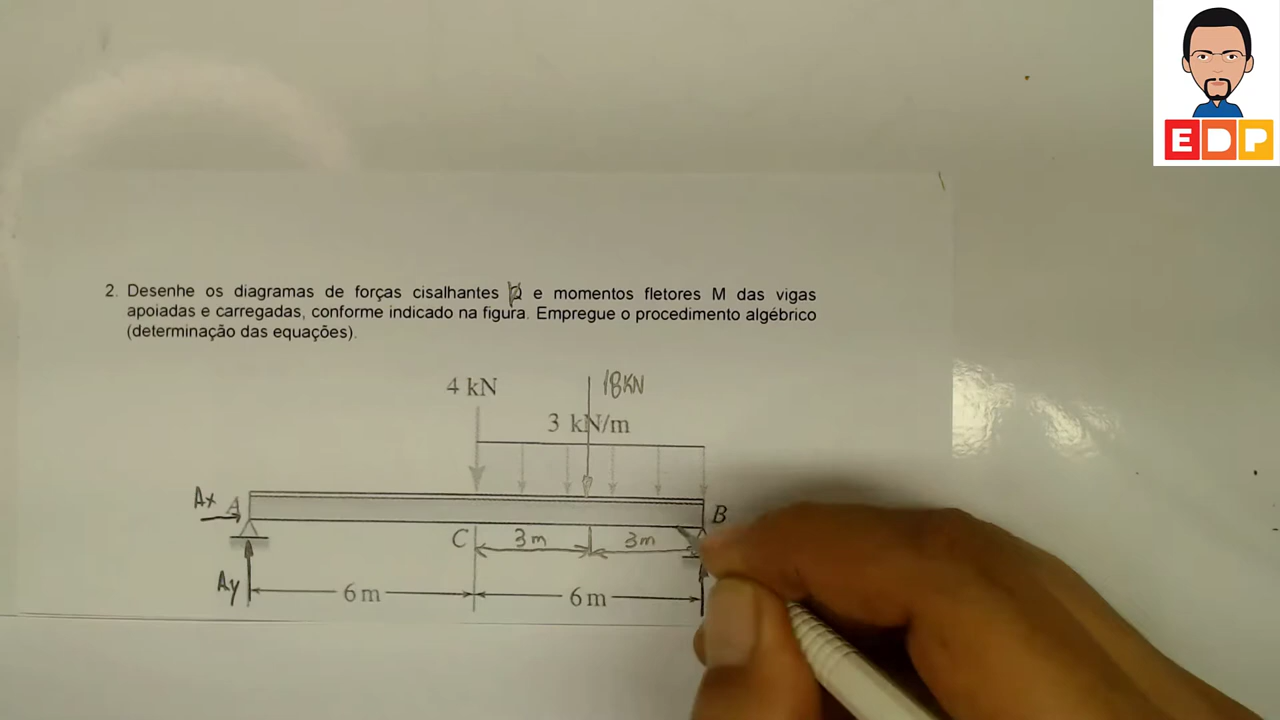 2. Desenhe os diagramas de forças cisalhantes e momentos fletores M das vigas
apoiadas e carregadas, conforme indicado na figura. Empregue o procedimento algébrico
(determinação das equações).
4 kN
18KN
3 kN/m
Ax
A
B
C
3m
3m
Ay
6 m
6 m
EDP